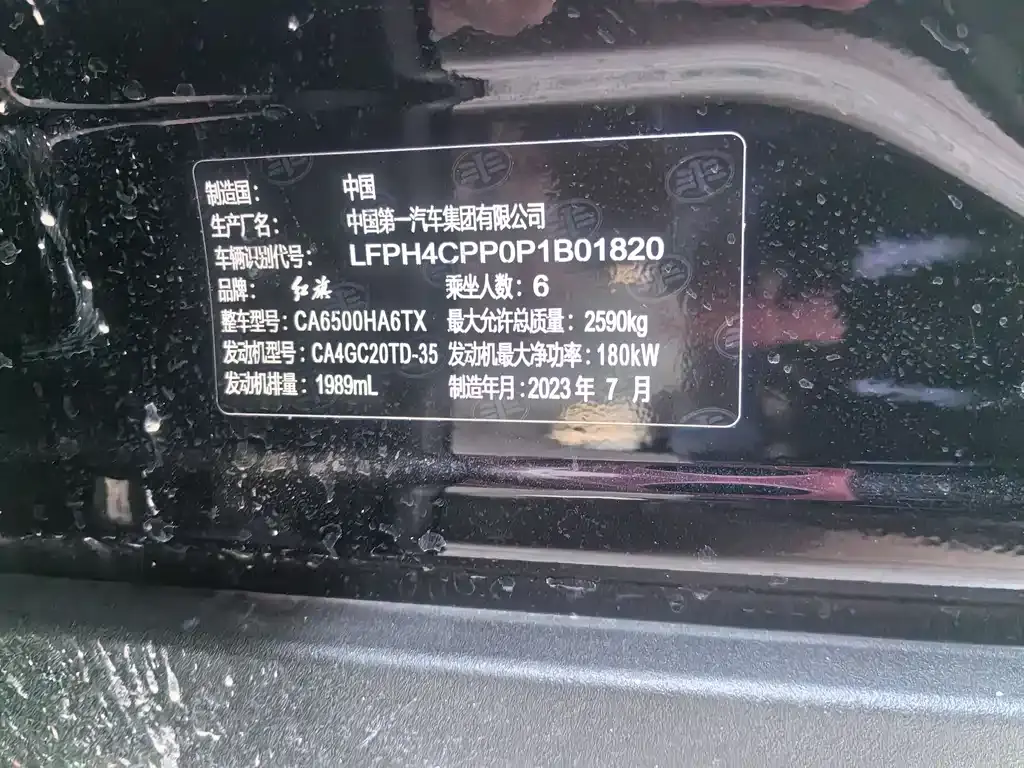 制造国： 中国
生产厂名： 中国第一汽车集团有限公司
车辆识别代号： LFPH4CPP0P1B01820
品牌： 红旗 乘坐人数：6
整车型号：CA6500HA6TX 最大允许总质量：2590kg
发动机型号：CA4GC20TD-35 发动机最大净功率：180kW
发动机排量：1989mL 制造年月：2023年 7 月